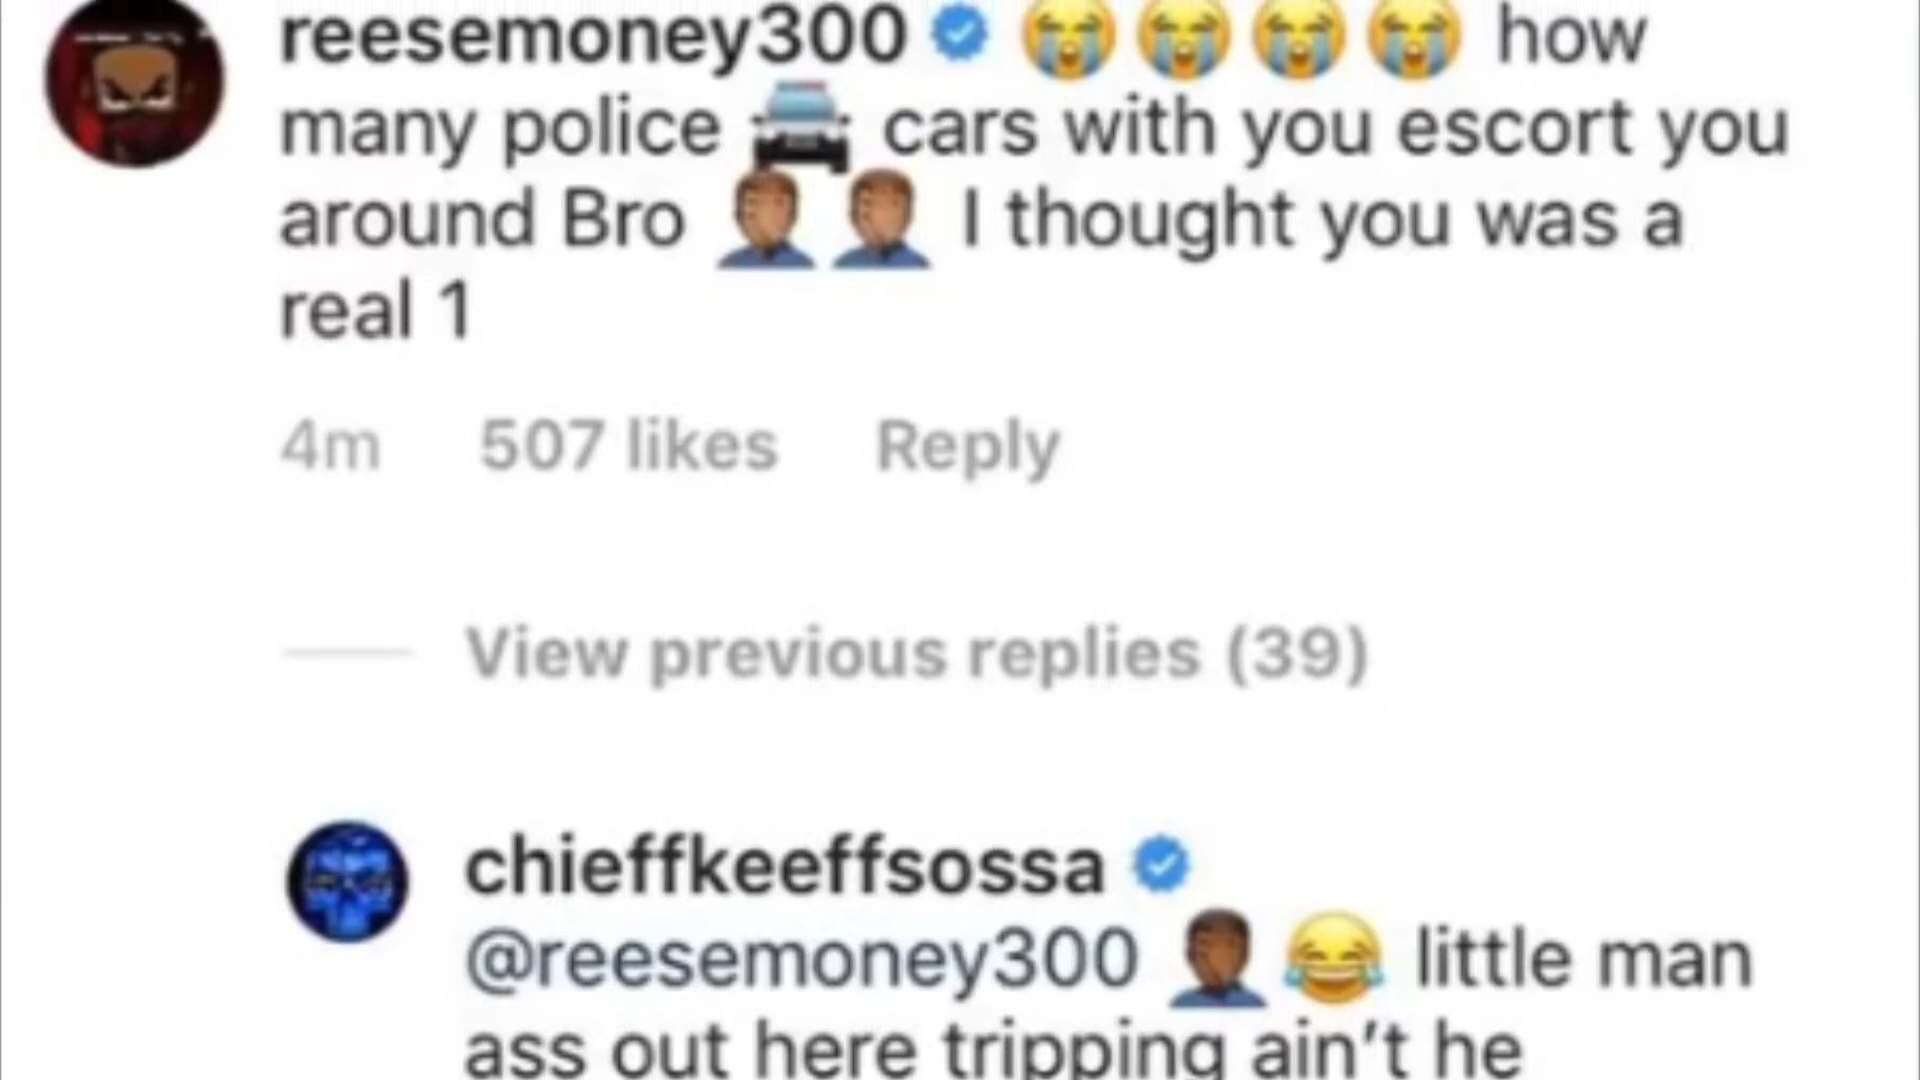 reesemoney300 😭😭😭😭 how
many police 🚔 cars with you escort you
around Bro 🤦🏾‍♂️🤦🏾‍♂️ I thought you was a
real 1
4m 507 likes Reply
View previous replies (39)
chieffkeeffsossa
@reesemoney300 🤦🏾‍♂️😂 little man
ass out here tripping ain’t he